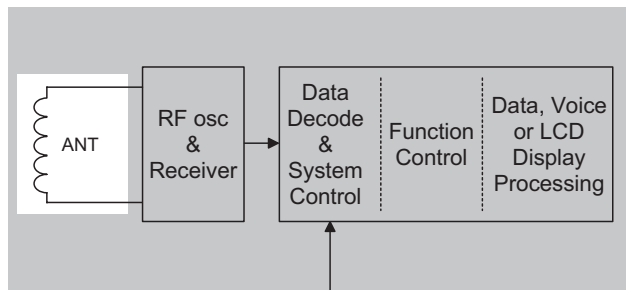 ANT
RF osc
&
Receiver
Data
Decode
&
System
Control
Function
Control
Data, Voice
or LCD
Display
Processing